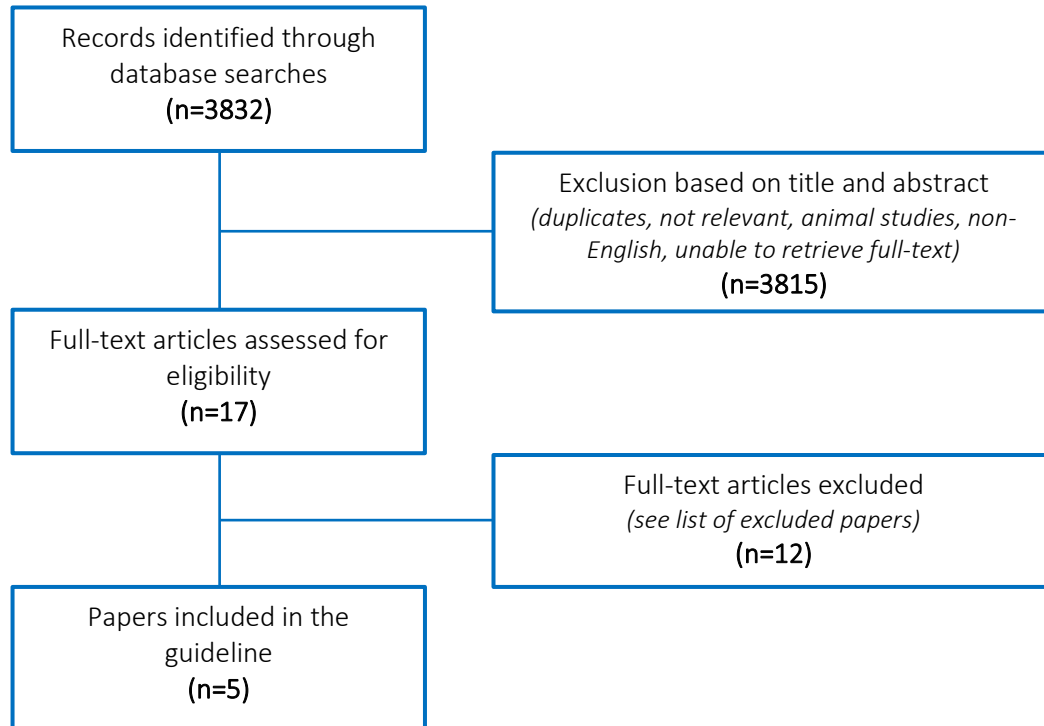 Records identified through
database searches
(n=3832)
Exclusion based on title and abstract
(duplicates, not relevant, animal studies, non-
English, unable to retrieve full-text)
(n=3815)
Full-text articles assessed for
eligibility
(n=17)
Full-text articles excluded
(see list of excluded papers)
(n=12)
Papers included in the
guideline
(n=5)